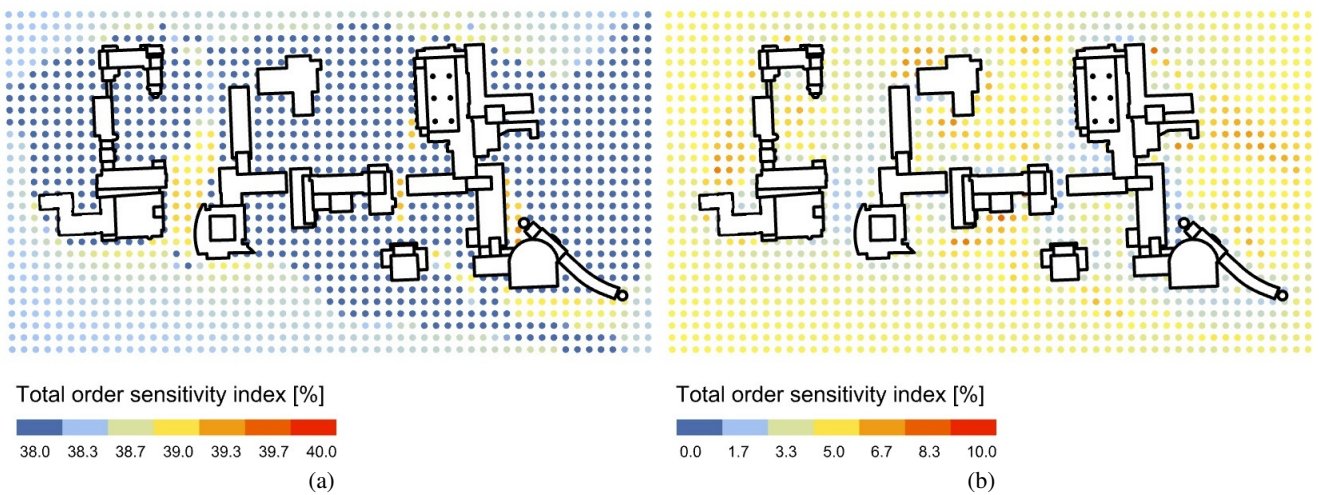 Total order sensitivity index [%]
38.0 38.3 38.7 39.0 39.3 39.7 40.0
(a)
Total order sensitivity index [%]
0.0 1.7 3.3 5.0 6.7 8.3 10.0
(b)